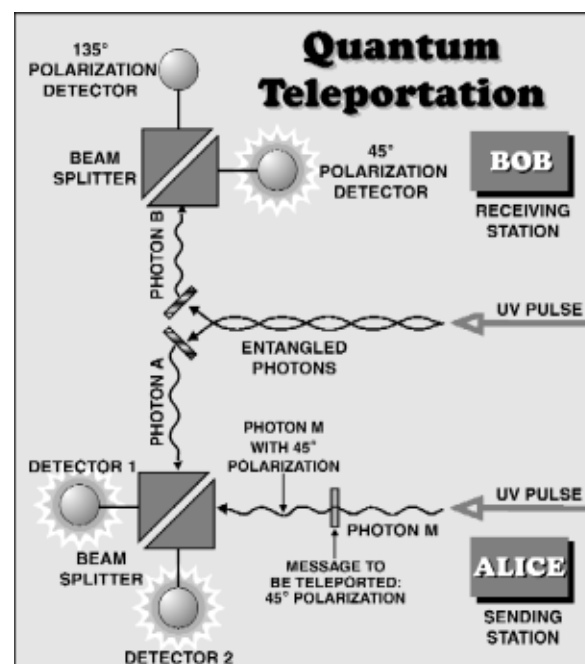 Quantum
Teleportation
135°
POLARIZATION
DETECTOR
BEAM
SPLITTER
45°
POLARIZATION
DETECTOR
BOB
RECEIVING
STATION
PHOTON B
UV PULSE
ENTANGLED
PHOTONS
PHOTON A
PHOTON M
WITH 45°
POLARIZATION
DETECTOR 1
UV PULSE
PHOTON M
BEAM
SPLITTER
MESSAGE TO
BE TELEPORTED:
45° POLARIZATION
ALICE
SENDING
STATION
DETECTOR 2